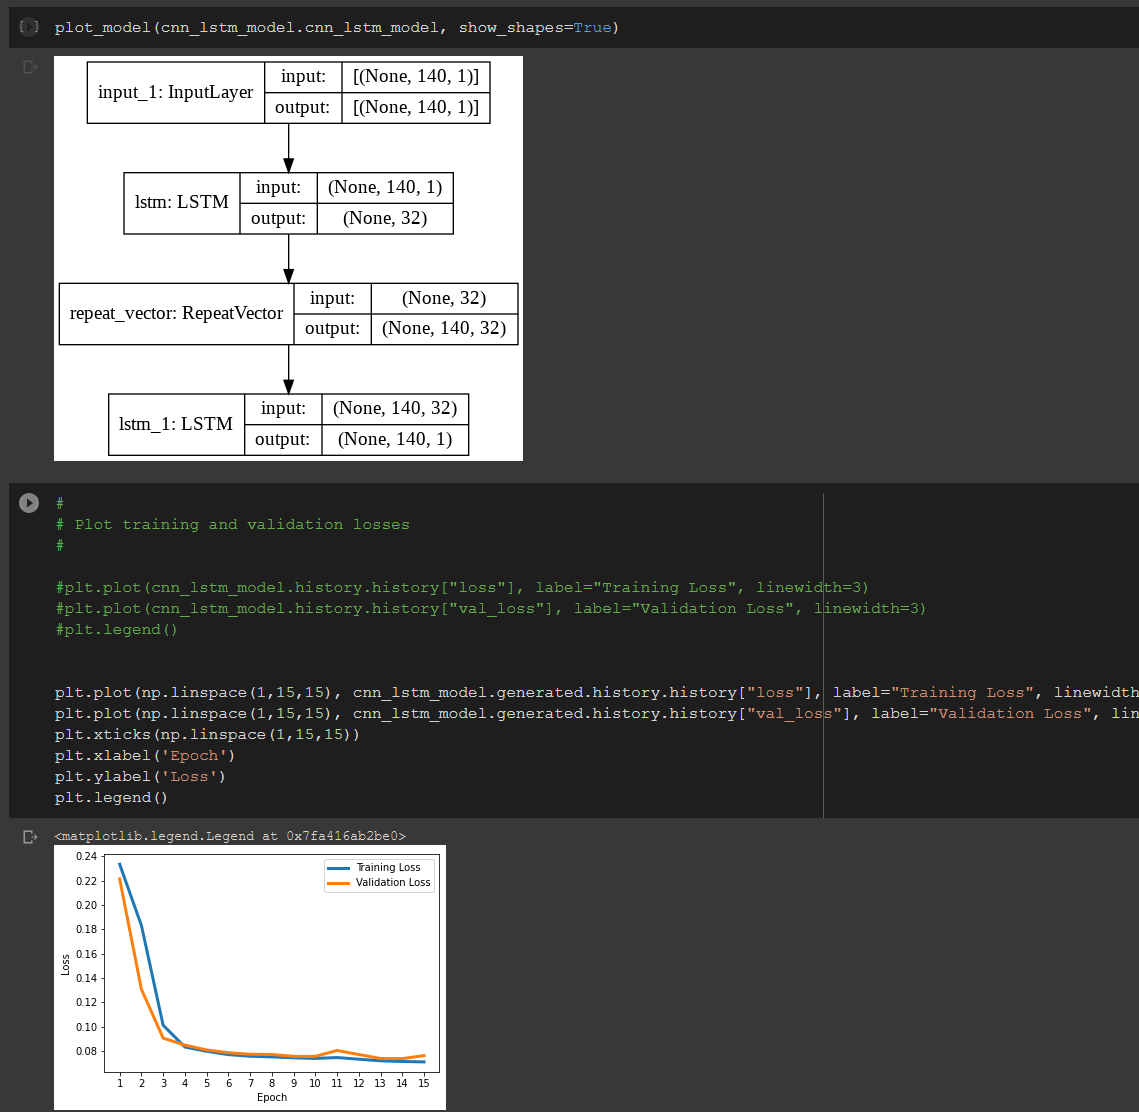 [ ] plot_model(cnn_lstm_model.cnn_lstm_model, show_shapes=True)
input_1: InputLayer input: [(None, 140, 1)]
output: [(None, 140, 1)]
lstm: LSTM input: (None, 140, 1)
output: (None, 32)
repeat_vector: RepeatVector input: (None, 32)
output: (None, 140, 32)
lstm_1: LSTM input: (None, 140, 32)
output: (None, 140, 1)
#
# Plot training and validation losses
#
#plt.plot(cnn_lstm_model.history.history["loss"], label="Training Loss", linewidth=3)
#plt.plot(cnn_lstm_model.history.history["val_loss"], label="Validation Loss", linewidth=3)
#plt.legend()
plt.plot(np.linspace(1,15,15), cnn_lstm_model.generated.history.history["loss"], label="Training Loss", linewidth
plt.plot(np.linspace(1,15,15), cnn_lstm_model.generated.history.history["val_loss"], label="Validation Loss", lin
plt.xticks(np.linspace(1,15,15))
plt.xlabel('Epoch')
plt.ylabel('Loss')
plt.legend()
<matplotlib.legend.Legend at 0x7fa416ab2be0>
Training Loss
Validation Loss
0.24
0.22
0.20
0.18
0.16
0.14
0.12
0.10
0.08
Loss
1 2 3 4 5 6 7 8 9 10 11 12 13 14 15
Epoch